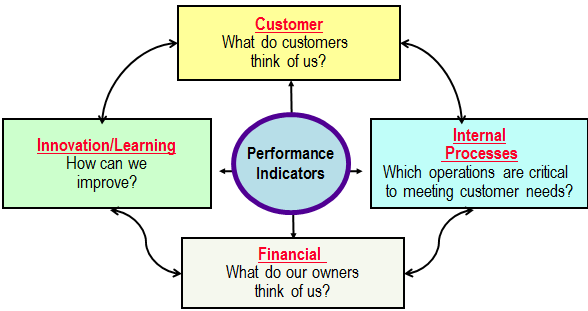 Customer
What do customers
think of us?
Innovation/Learning
How can we
improve?
Performance
Indicators
Internal
Processes
Which operations are critical
to meeting customer needs?
Financial
What do our owners
think of us?